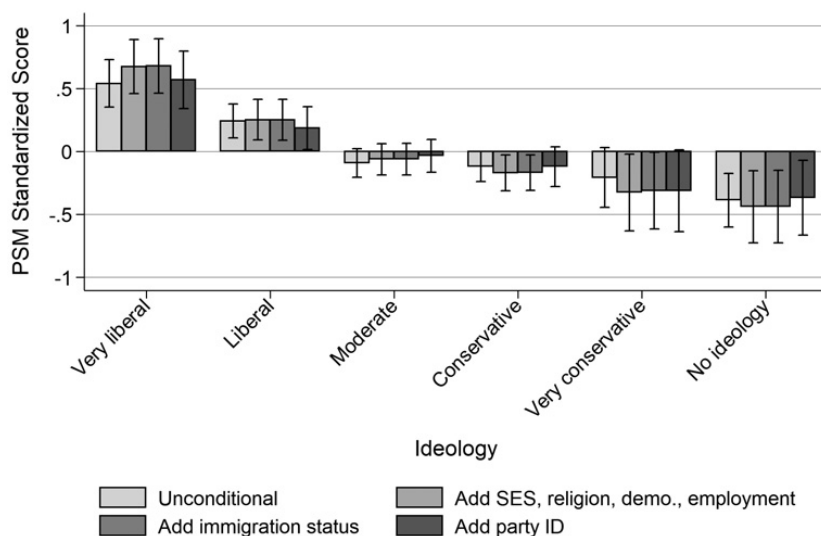 PSM Standardized Score
1
.5
0
-.5
-1
Very liberal
Liberal
Moderate
Conservative
Very conservative
No ideology
Ideology
Unconditional
Add SES, religion, demo., employment
Add immigration status
Add party ID